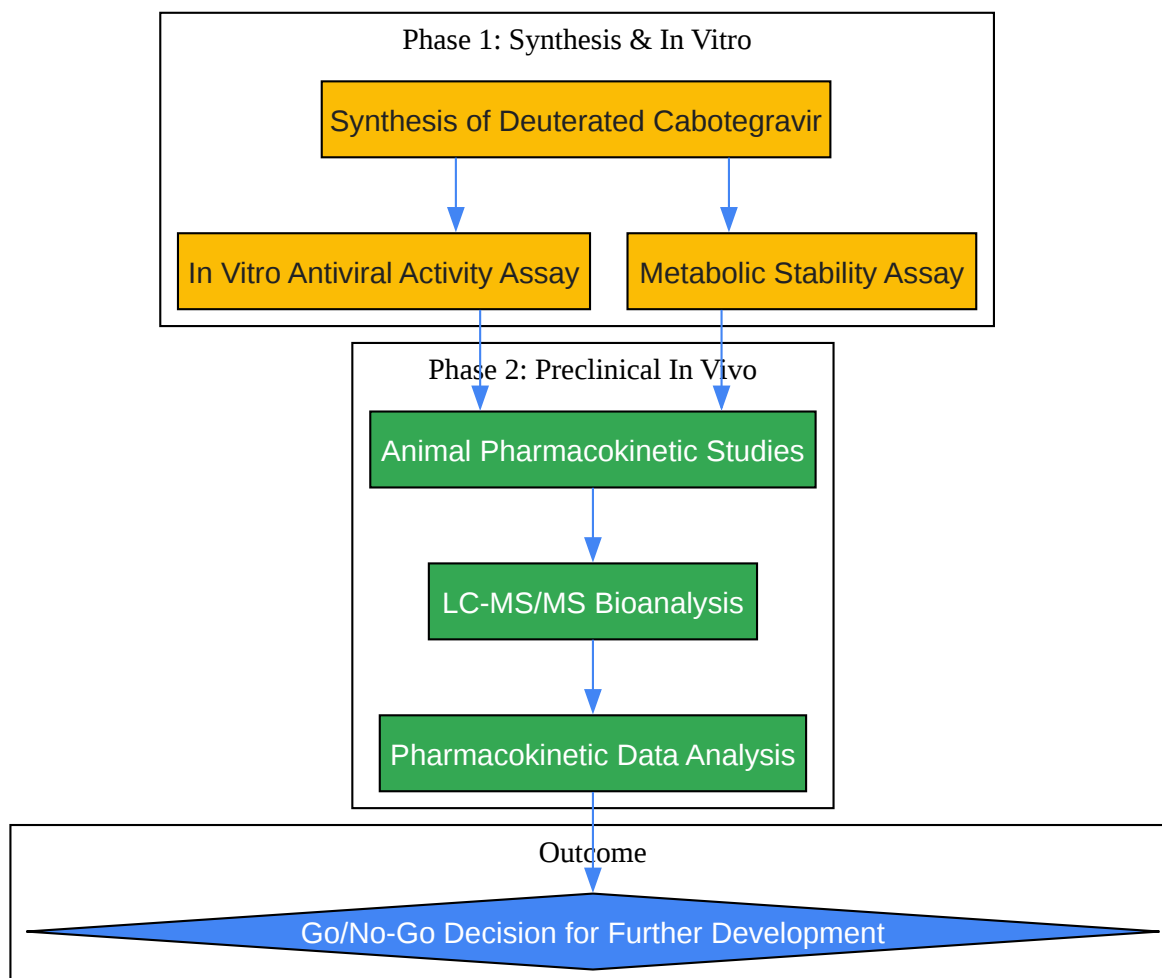 Phase 1: Synthesis & In Vitro
Synthesis of Deuterated Cabotegravir
In Vitro Antiviral Activity Assay
Metabolic Stability Assay
Phase 2: Preclinical In Vivo
Animal Pharmacokinetic Studies
LC-MS/MS Bioanalysis
Pharmacokinetic Data Analysis
Outcome
Go/No-Go Decision for Further Development